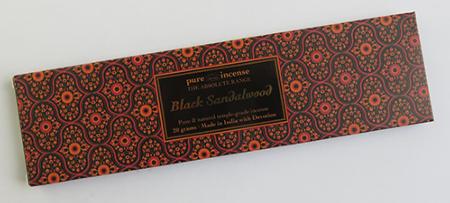 pure incense
THE ABSOLUTE RANGE
Black Sandalwood
Pure & natural temple-grade incense
20 grams - Made in India with Devotion